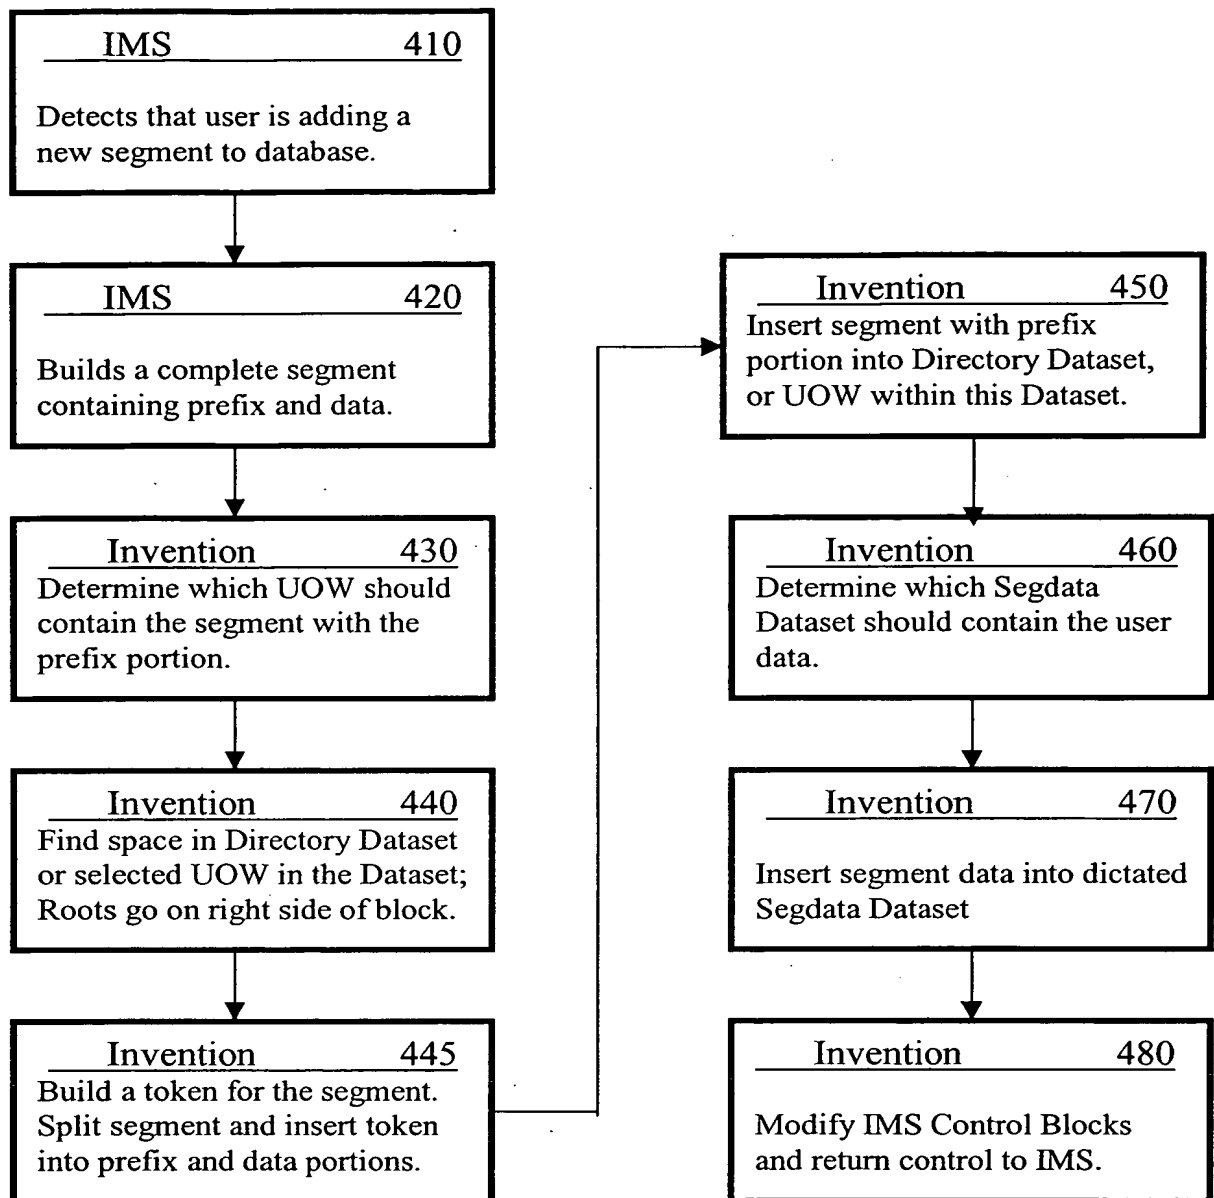 IMS 410
Detects that user is adding a
new segment to database.
IMS 420
Builds a complete segment
containing prefix and data.
Invention 430
Determine which UOW should
contain the segment with the
prefix portion.
Invention 440
Find space in Directory Dataset
or selected UOW in the Dataset;
Roots go on right side of block.
Invention 445
Build a token for the segment.
Split segment and insert token
into prefix and data portions.
Invention 450
Insert segment with prefix
portion into Directory Dataset,
or UOW within this Dataset.
Invention 460
Determine which Segdata
Dataset should contain the user
data.
Invention 470
Insert segment data into dictated
Segdata Dataset
Invention 480
Modify IMS Control Blocks
and return control to IMS.